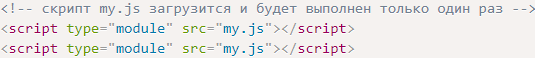 <!-- скрипт my.js загрузится и будет выполнен только один раз -->
<script type="module" src="my.js"></script>
<script type="module" src="my.js"></script>